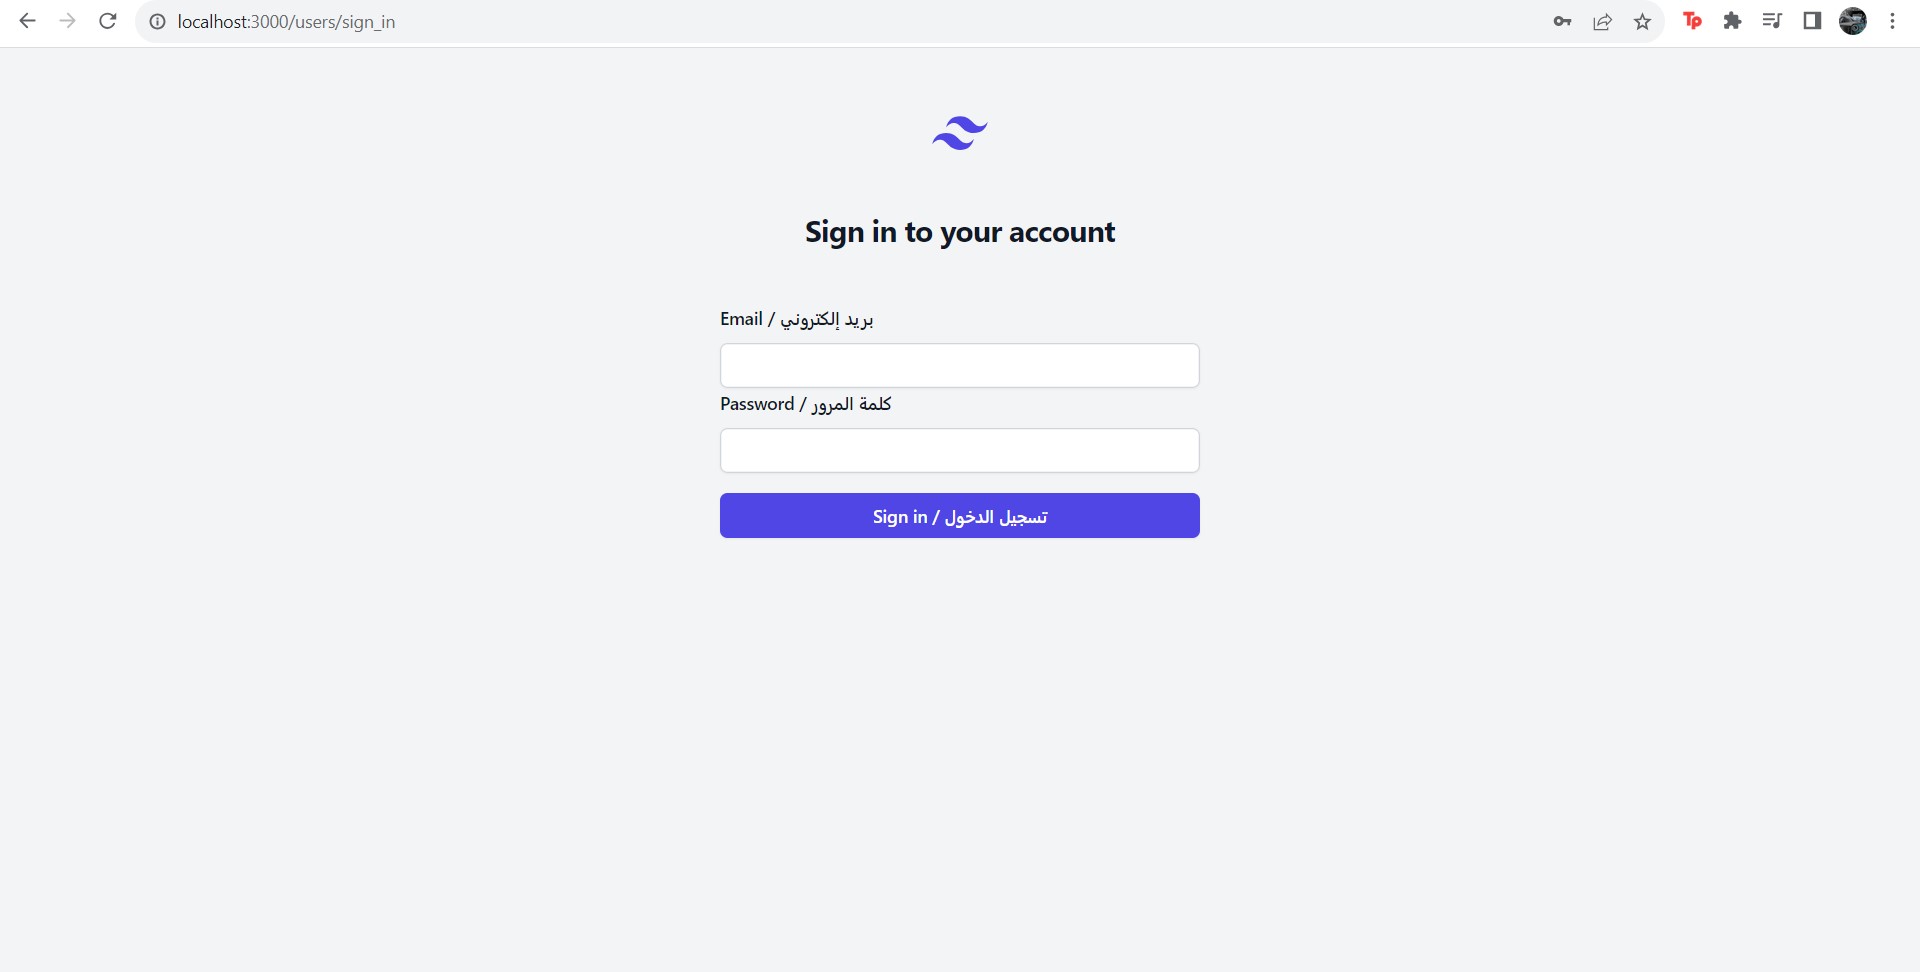 localhost:3000/users/sign_in
Tp
Sign in to your account
Email / بريد إلكتروني
Password / كلمة المرور
Sign in / تسجيل الدخول